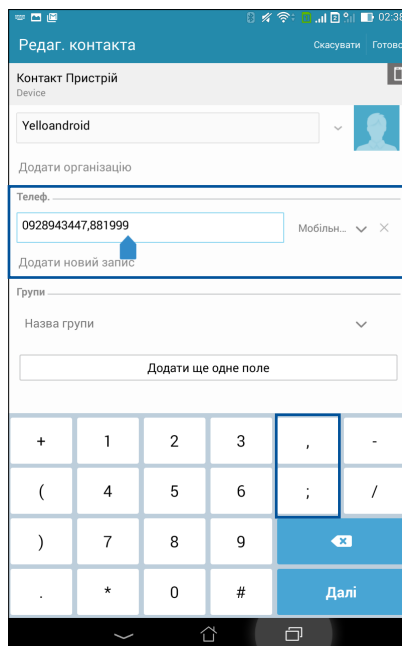 02:38
Редаг. контакта Скасувати Готово
Контакт Пристрій
Device
Yelloandroid
Додати організацію
Телеф.
0928943447,881999 Мобільн...
Додати новий запис
Групи
Назва групи
Додати ще одне поле
+ 1 2 3 , -
( 4 5 6 ; /
) 7 8 9
. * 0 # Далі